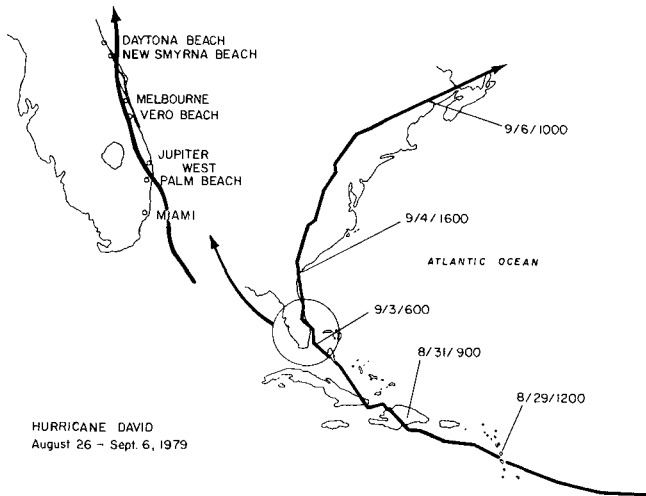 DAYTONA BEACH
NEW SMYRNA BEACH
MELBOURNE
VERO BEACH
JUPITER
WEST
PALM BEACH
MIAMI
9/6/1000
9/4/1600
ATLANTIC OCEAN
9/3/600
8/31/900
8/29/1200
HURRICANE DAVID
August 26 – Sept. 6, 1979